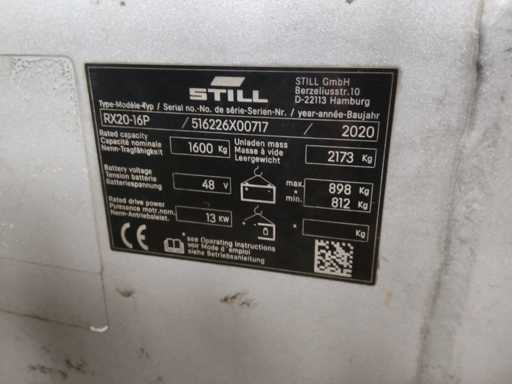 STILL
STILL GmbH
Berzeliusstr.10
D-22113 Hamburg
Type-Modèle-Typ / Serial no.-No. de série-Serien-Nr. / year-année-Baujahr
RX20-16P / 516226X00717 / 2020
Rated capacity
Capacité nominale
Nenn-Tragfähigkeit
1600 Kg
Unladen mass
Masse à vide
Leergewicht
2173 Kg
Battery voltage
Tension batterie
Batteriespannung
48 V
max. 898 Kg
*
min. 812 Kg
Rated drive power
Puissance motr.nom.
Nenn-Antriebsleist.
13 KW
* Kg
CE
* see Operating Instructions
voir Mode d´emploi
siehe Betriebsanleitung